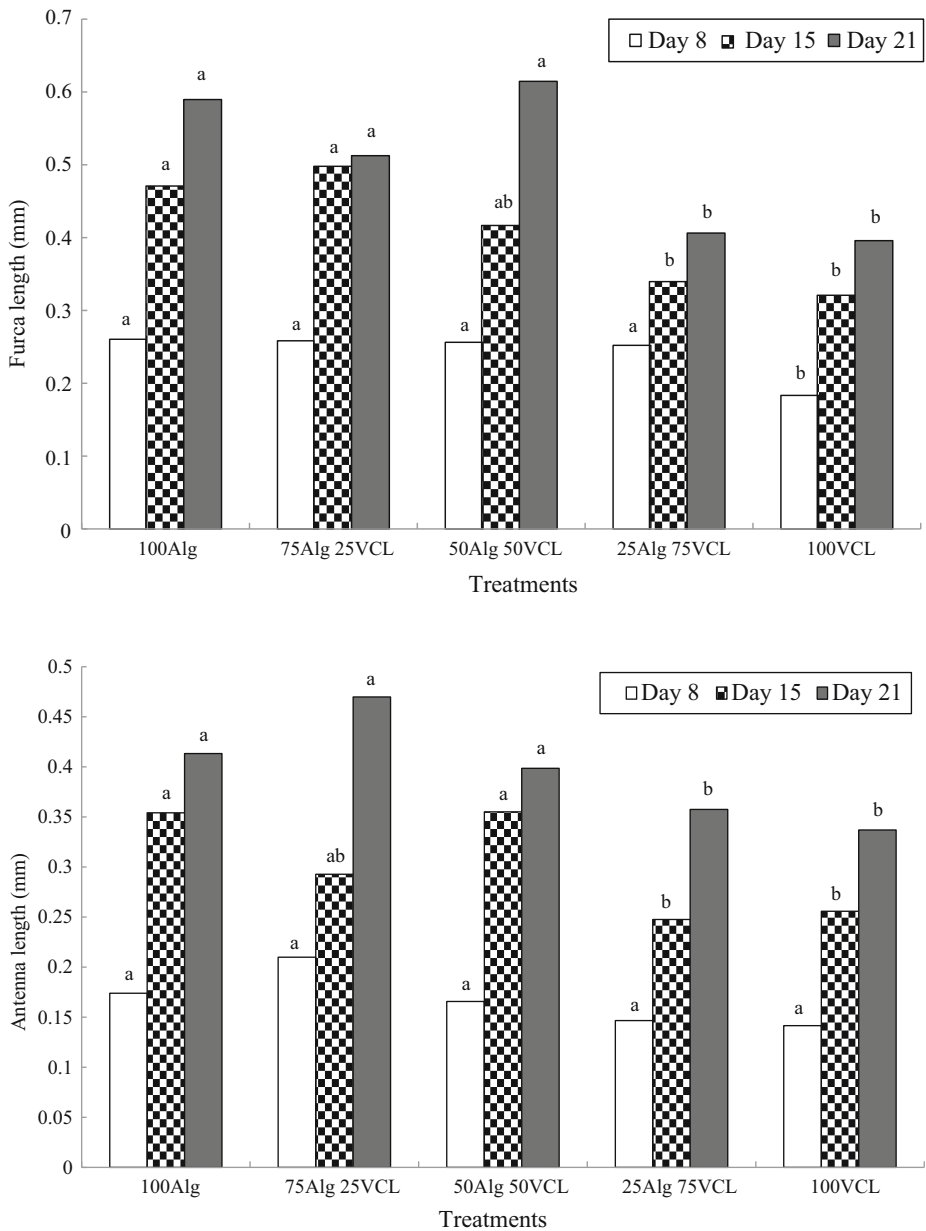 0.7
Day 8 Day 15 Day 21
a
a
0.6
a
a
a
0.5
ab
b
b
0.4
b
b
0.3
a
a
a
a
b
0.2
0.1
0
Furca length (mm)
100Alg 75Alg 25VCL 50Alg 50VCL 25Alg 75VCL 100VCL
Treatments
0.5
Day 8 Day 15 Day 21
a
0.45
a
a
0.4
a
a
b
b
0.35
ab
0.3
b
b
0.25
a
0.2
a
a
a
a
0.15
0.1
0.05
0
Antenna length (mm)
100Alg 75Alg 25VCL 50Alg 50VCL 25Alg 75VCL 100VCL
Treatments